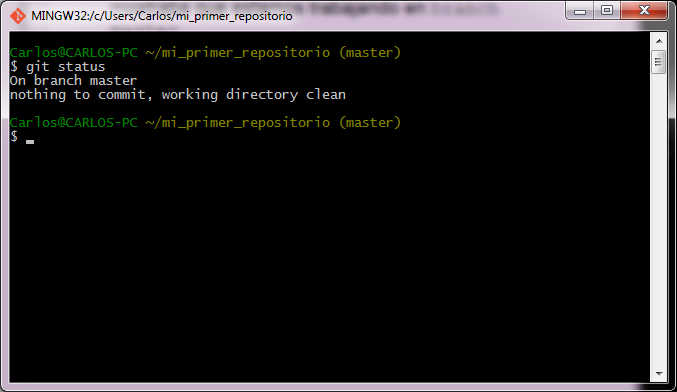 MINGW32:/c/Users/Carlos/mi_primer_repositorio
Carlos@CARLOS-PC ~/mi_primer_repositorio (master)
$ git status
On branch master
nothing to commit, working directory clean
Carlos@CARLOS-PC ~/mi_primer_repositorio (master)
$